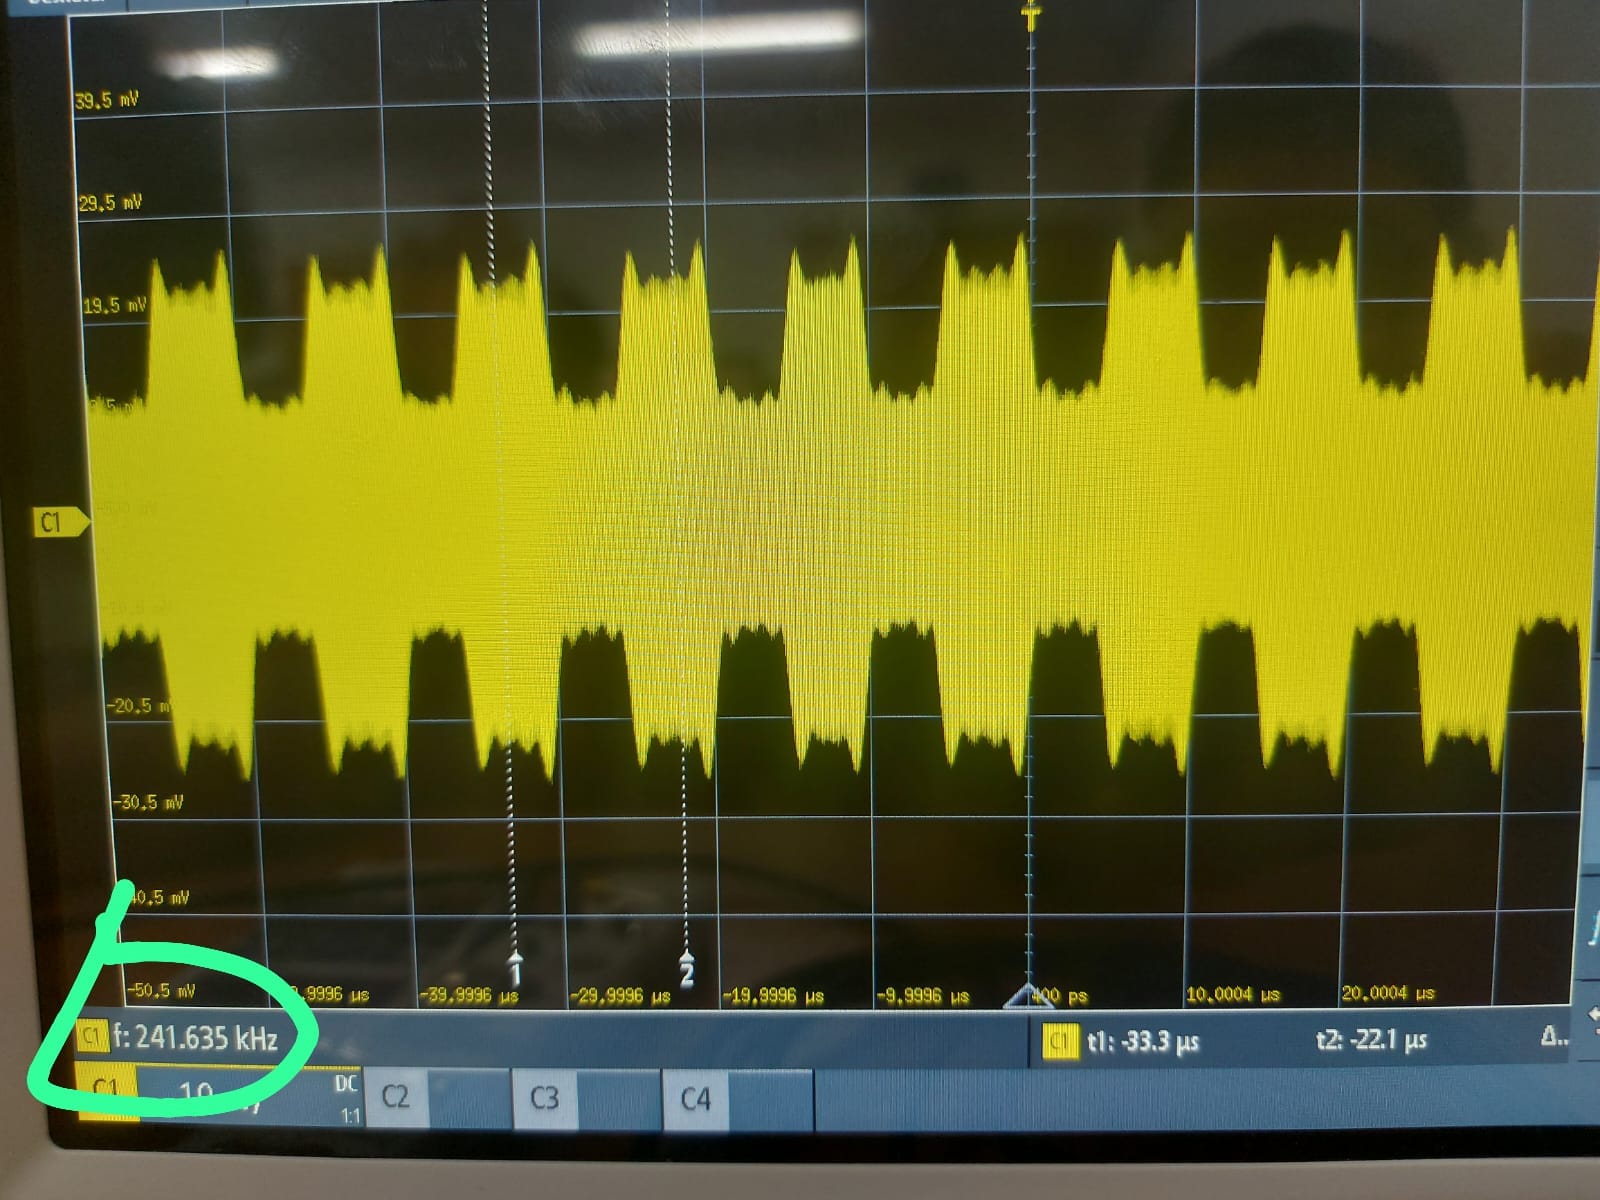 T
39.5 mV
29.5 mV
19.5 mV
C1
-20.5 m
-30.5 mV
40.5 mV
1
2
-50.5 mV
.9996 µs
-39.9996 µs
-29.9996 µs
-19.9996 µs
-9.9996 µs
400 ps
10.0004 µs
20.0004 µs
C1 f: 241.635 kHz
C1 t1: -33.3 µs t2: -22.1 µs Δ..
C1 10 DC C2 C3 C4
1:1